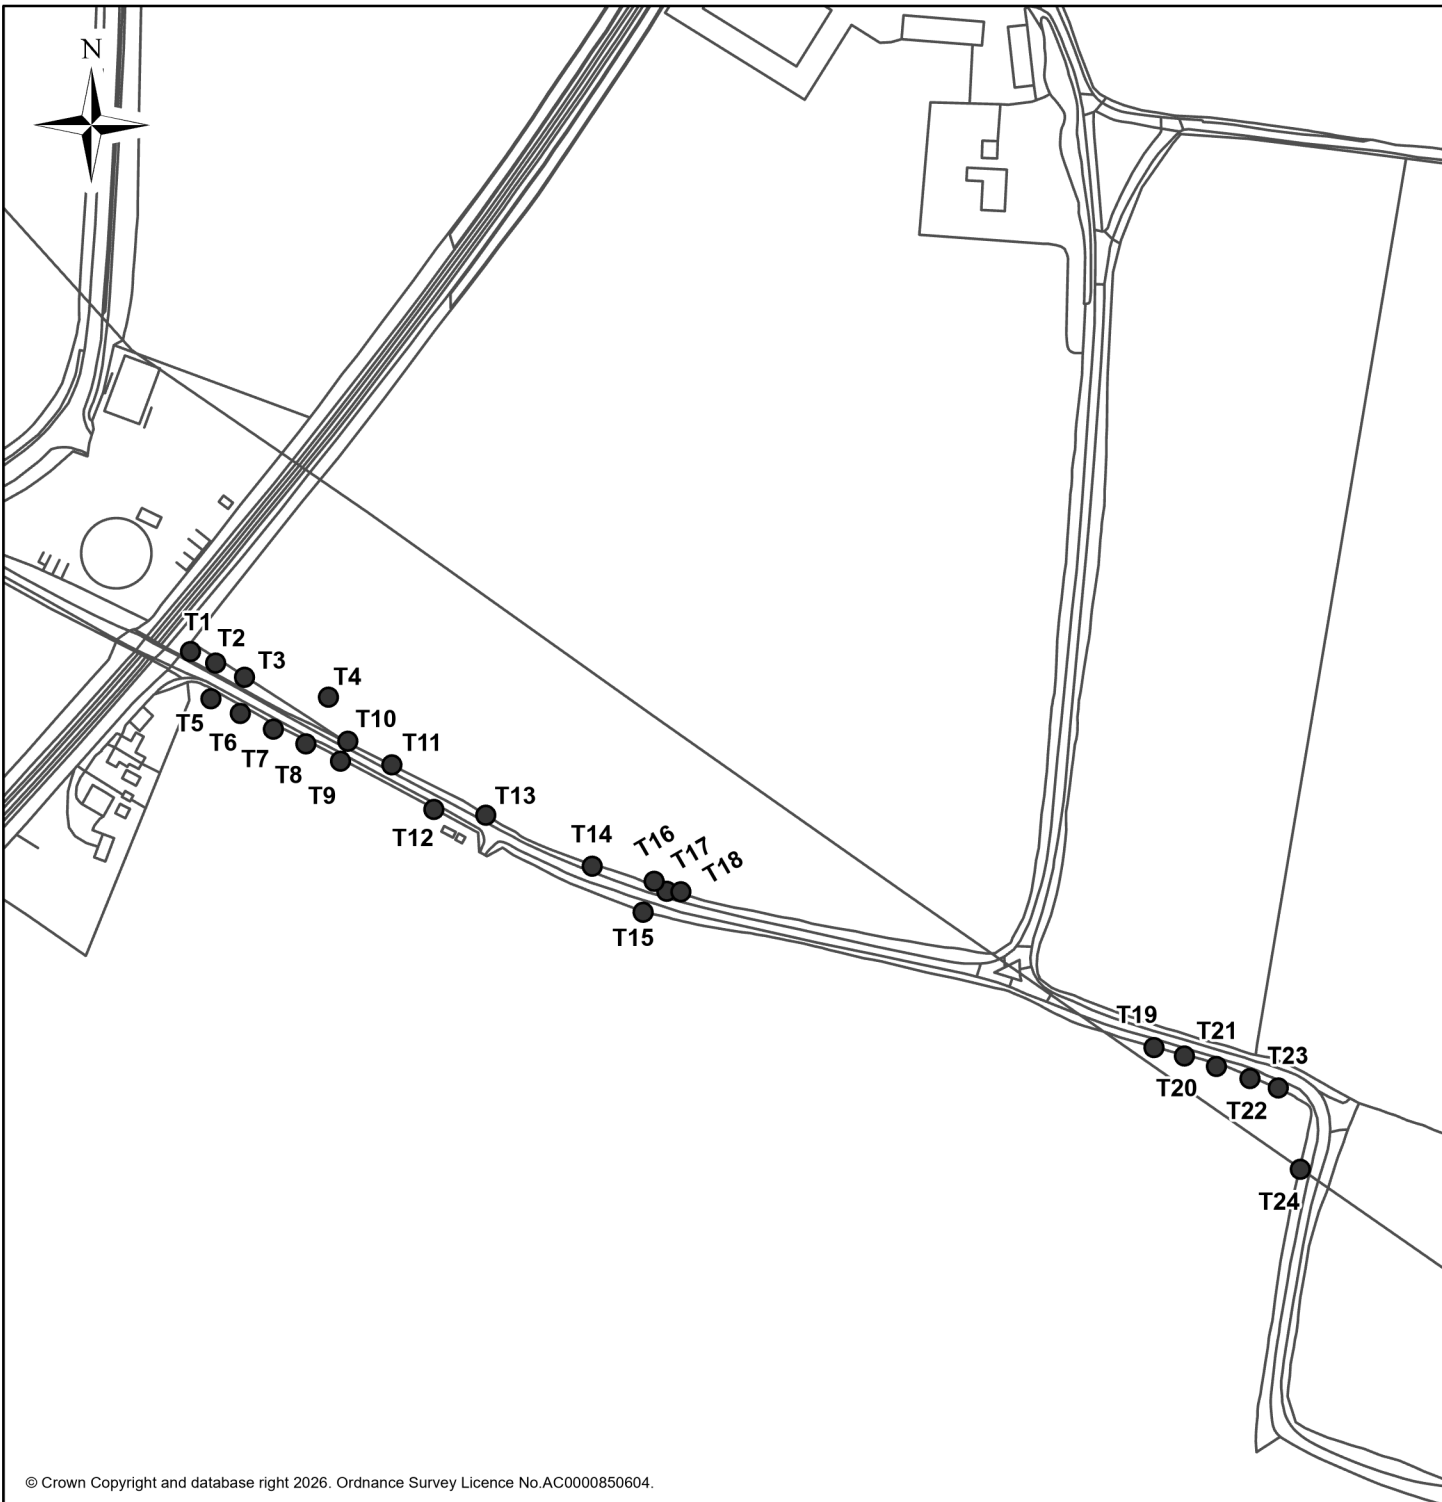 N
T1
T2
T3
T4
T5
T6
T7
T8
T9
T10
T11
T12
T13
T14
T15
T16
T17
T18
T19
T20
T21
T22
T23
T24
© Crown Copyright and database right 2026. Ordnance Survey Licence No.AC0000850604.